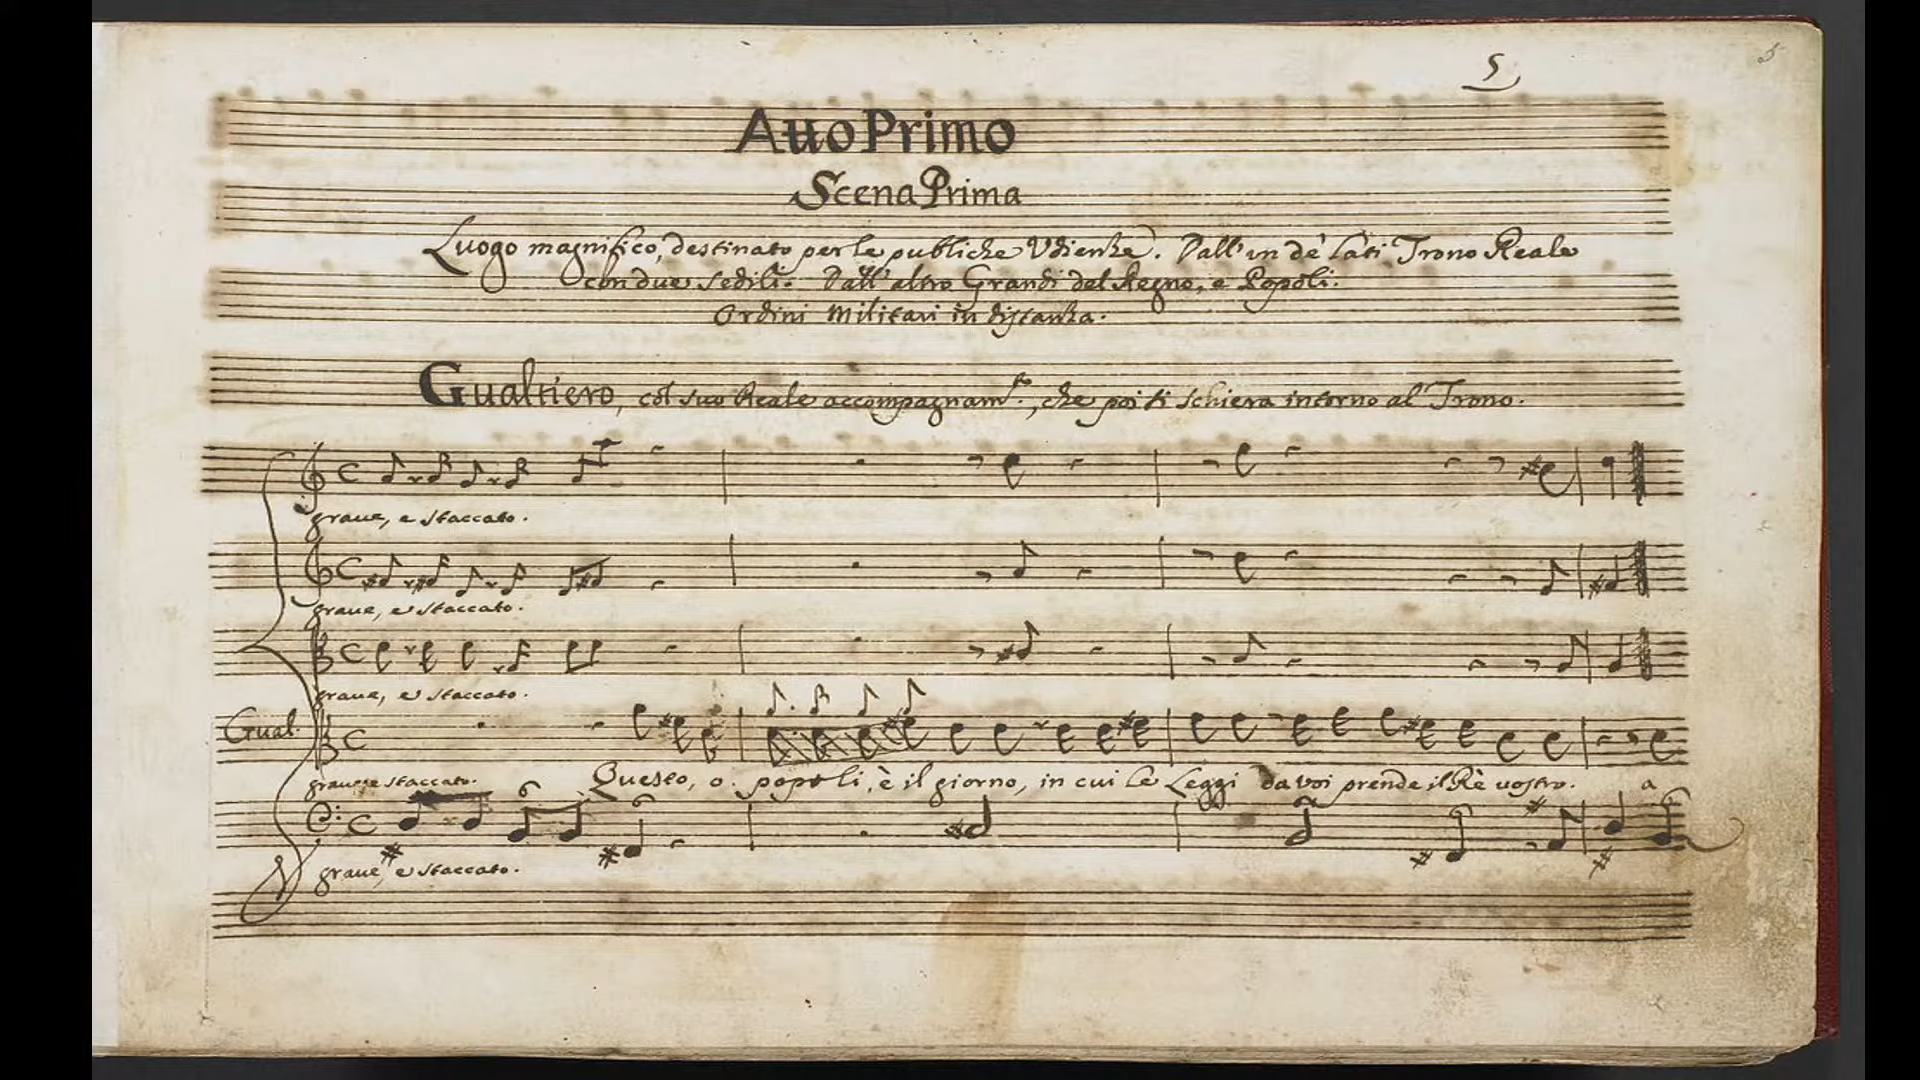 5
5
Atto Primo
Scena Prima
Luogo magnifico, destinato per le publiche Udienze. Dall'un de' lati Trono Reale
con due sedili. Dall'altro Grandi del Regno, e Popoli.
Ordini Militari in distanza.
Gualtiero, col suo Reale accompagnam.to, che poi si schiera intorno al Trono.
graue, e staccato.
graue, e staccato.
graue, e staccato.
Gual.
graue, e staccato.
Questo, o popoli, è il giorno, in cui le Leggi da voi prende il Rè vostro. a
graue, e staccato.